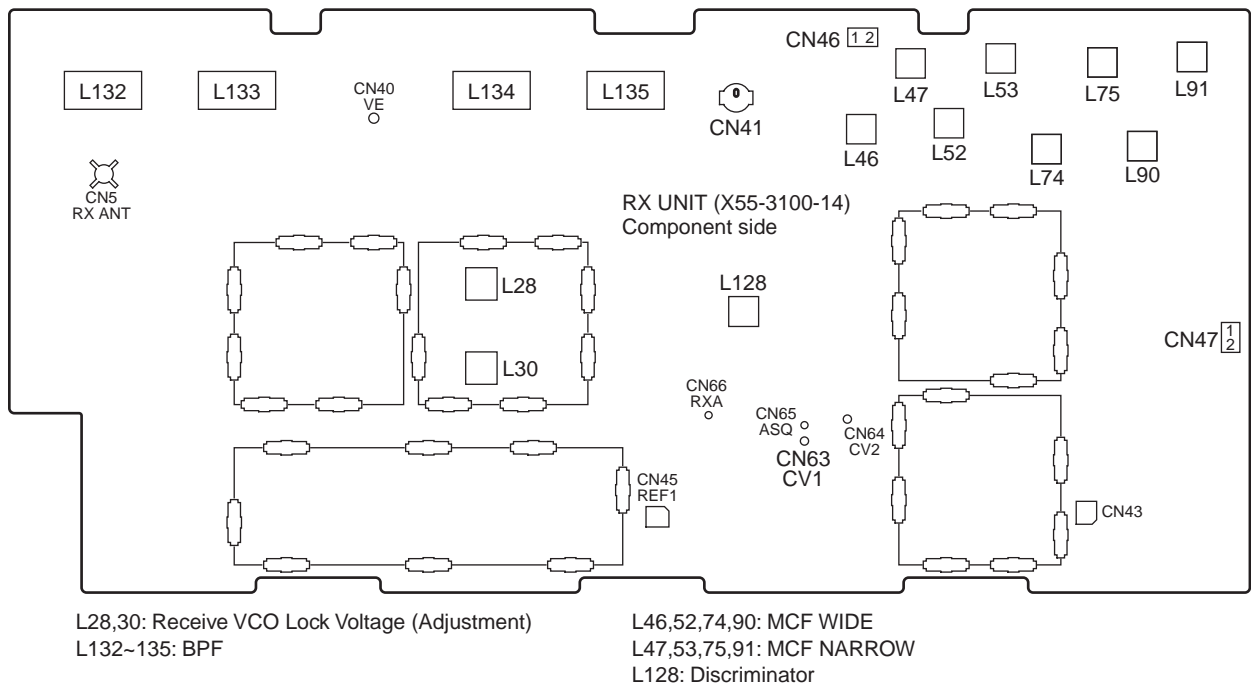 CN46 1 2
L132
L133
CN40
VE
L134
L135
0
CN41
L47
L53
L75
L91
L46
L52
L74
L90
CN5
RX ANT
RX UNIT (X55-3100-14)
Component side
L28
L128
L30
CN47 1
2
CN66
RXA
CN65
ASQ
CN63
CV1
CN64
CV2
CN45
REF1
CN43
L28,30: Receive VCO Lock Voltage (Adjustment)
L132~135: BPF
L46,52,74,90: MCF WIDE
L47,53,75,91: MCF NARROW
L128: Discriminator